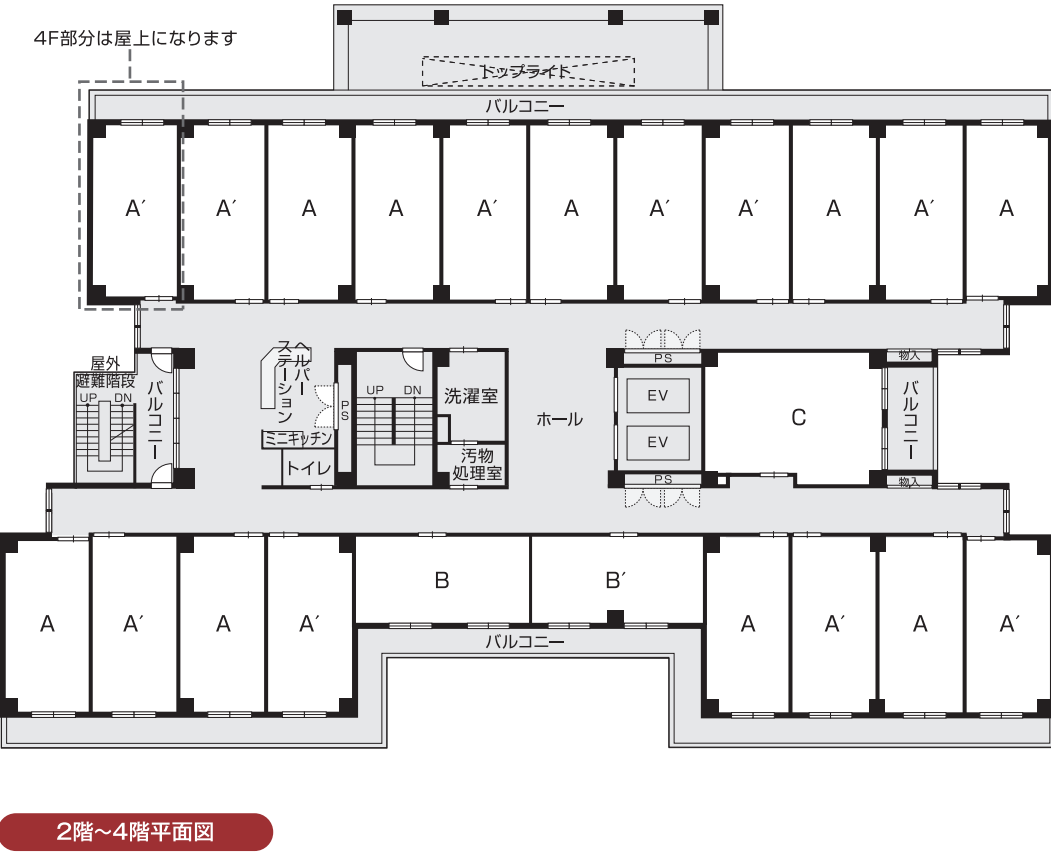 4F部分は屋上になります
トップライト
バルコニー
A′
A′
A
A
A′
A
A′
A′
A
A′
A
屋外
避難階段
UP
DN
バルコニー
ヘルパー
ステーション
ミニキッチン
トイレ
PS
UP
DN
洗濯室
汚物
処理室
ホール
PS
EV
EV
PS
C
物入
バルコニー
物入
A
A′
A
A′
B
B′
A
A′
A
A′
バルコニー
2階〜4階平面図